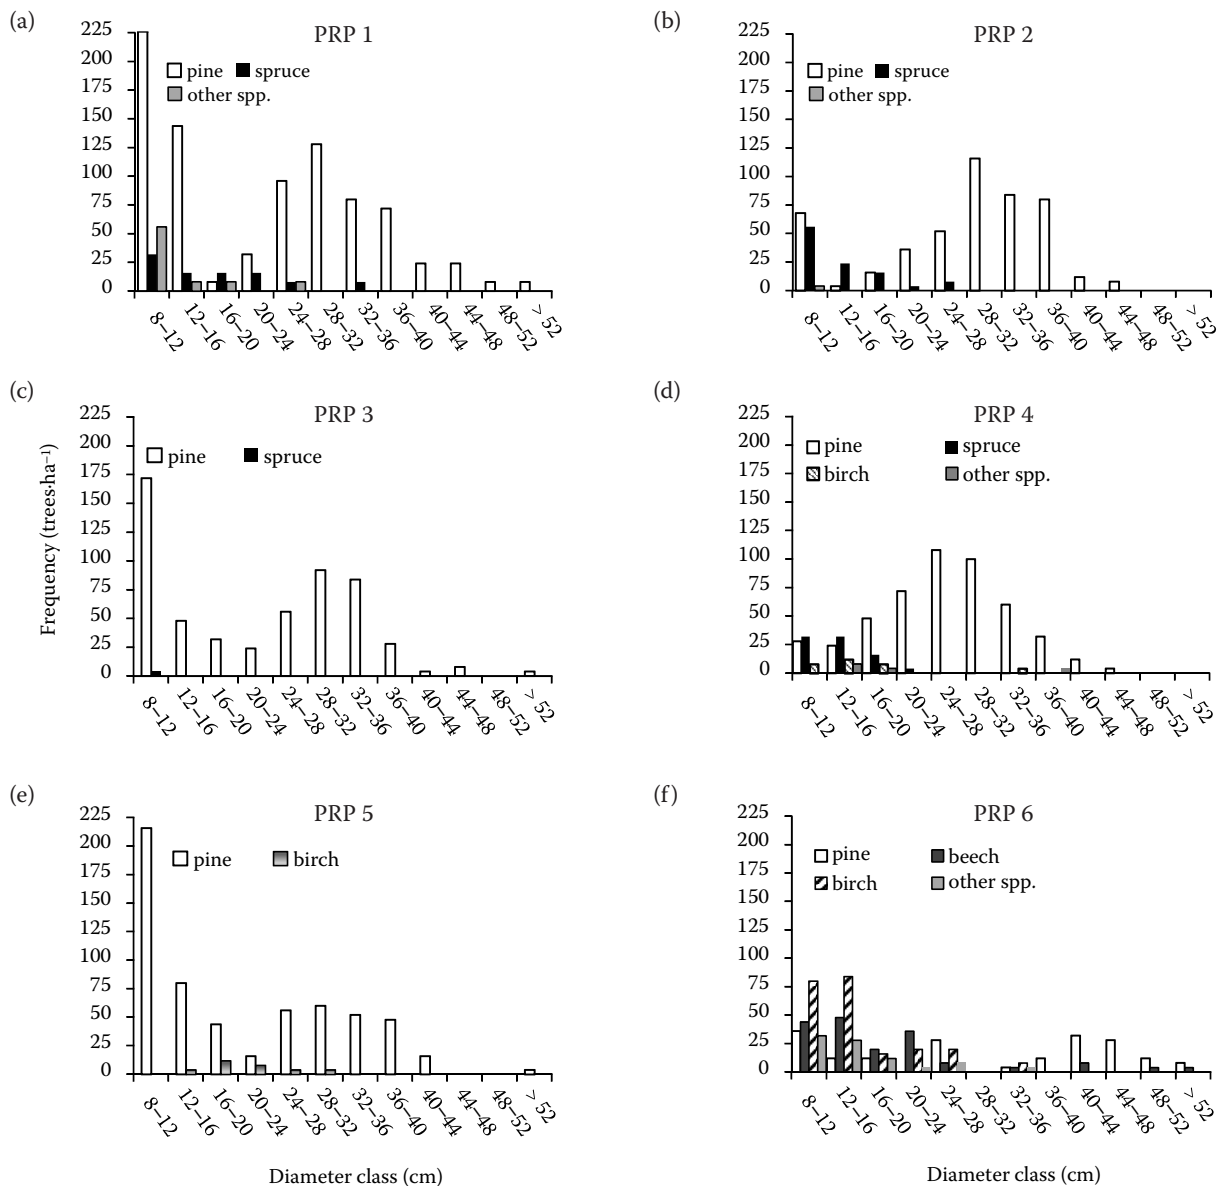 (a)
PRP 1
225
200
175
150
125
100
75
50
25
0
pine spruce
other spp.
8–12 12–16 16–20 20–24 24–28 28–32 32–36 36–40 40–44 44–48 48–52 > 52
(b)
PRP 2
225
200
175
150
125
100
75
50
25
0
pine spruce
other spp.
8–12 12–16 16–20 20–24 24–28 28–32 32–36 36–40 40–44 44–48 48–52 > 52
(c)
PRP 3
Frequency (trees·ha⁻¹)
225
200
175
150
125
100
75
50
25
0
pine spruce
8–12 12–16 16–20 20–24 24–28 28–32 32–36 36–40 40–44 44–48 48–52 > 52
(d)
PRP 4
225
200
175
150
125
100
75
50
25
0
pine spruce
birch other spp.
8–12 12–16 16–20 20–24 24–28 28–32 32–36 36–40 40–44 44–48 48–52 > 52
(e)
PRP 5
225
200
175
150
125
100
75
50
25
0
pine birch
8–12 12–16 16–20 20–24 24–28 28–32 32–36 36–40 40–44 44–48 48–52 > 52
Diameter class (cm)
(f)
PRP 6
225
200
175
150
125
100
75
50
25
0
pine beech
birch other spp.
8–12 12–16 16–20 20–24 24–28 28–32 32–36 36–40 40–44 44–48 48–52 > 52
Diameter class (cm)